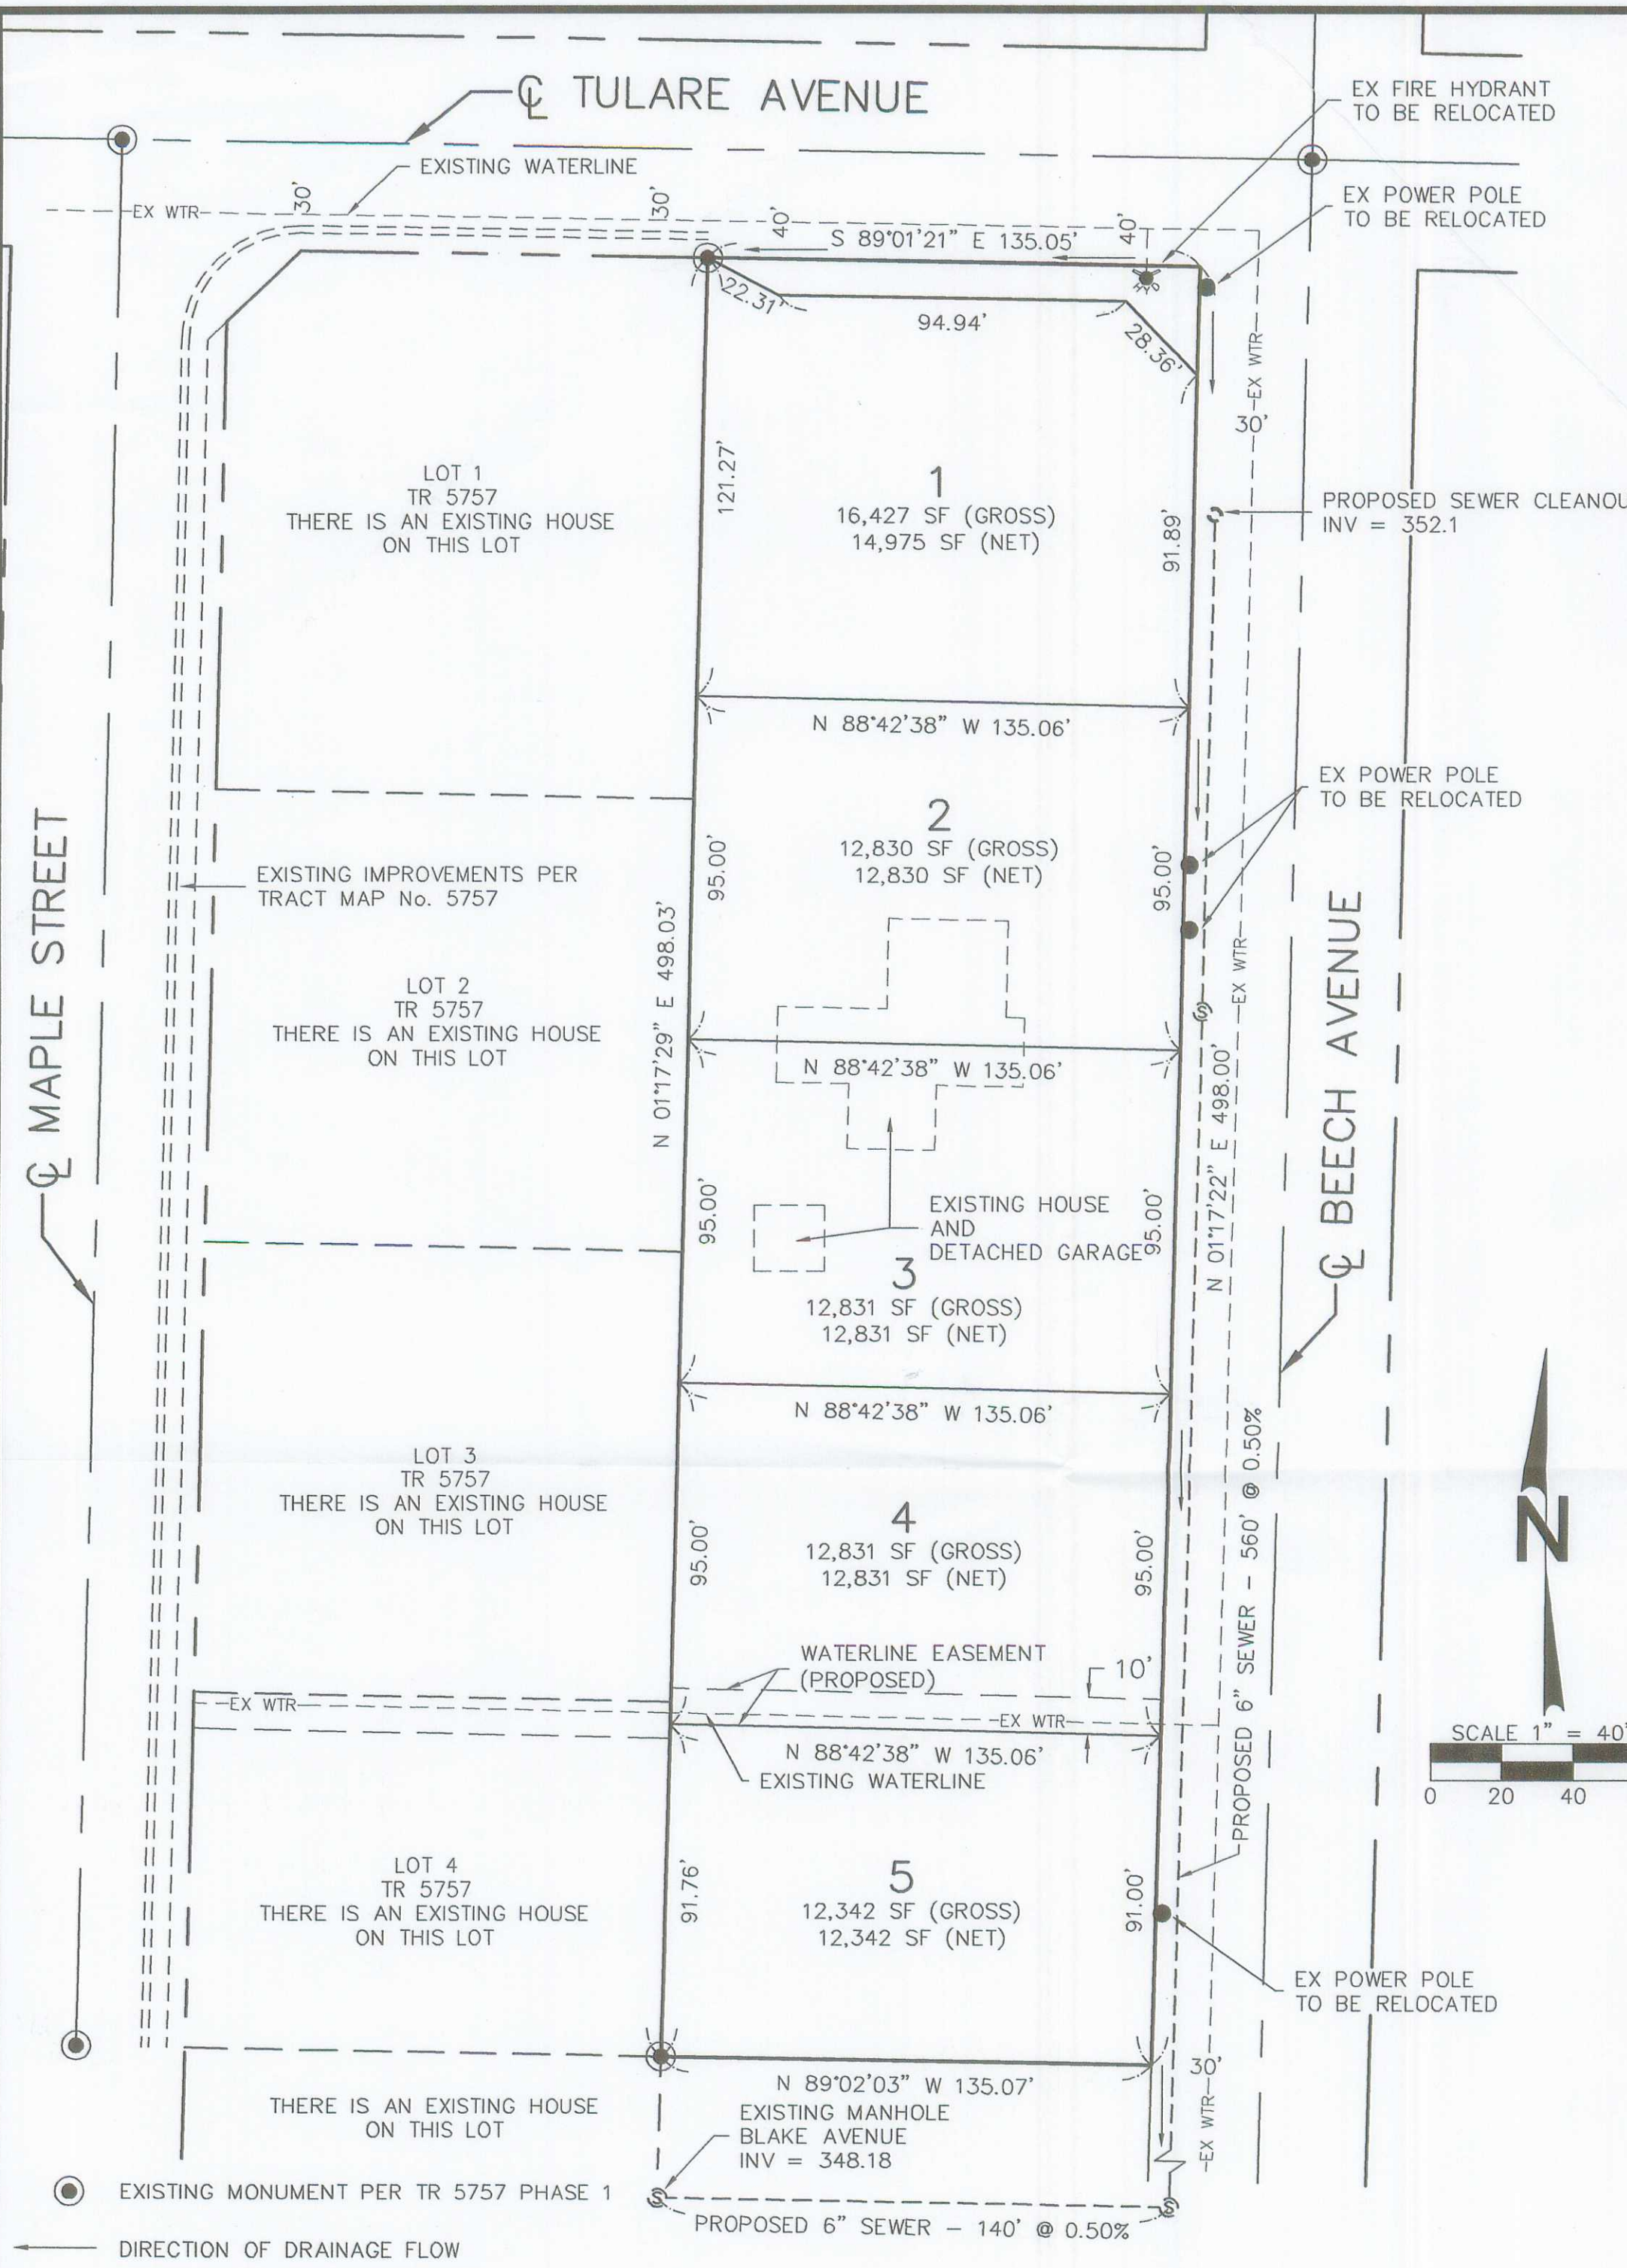 ℄ TULARE AVENUE
EX FIRE HYDRANT
TO BE RELOCATED
EXISTING WATERLINE
EX WTR
30'
30'
40'
40'
EX POWER POLE
TO BE RELOCATED
S 89°01'21" E 135.05'
HYD
22.31'
94.94'
28.36'
EX WTR
30'
LOT 1
TR 5757
THERE IS AN EXISTING HOUSE
ON THIS LOT
121.27'
1
16,427 SF (GROSS)
14,975 SF (NET)
91.89'
PROPOSED SEWER CLEANOU
INV = 352.1
N 88°42'38" W 135.06'
EX POWER POLE
TO BE RELOCATED
2
12,830 SF (GROSS)
12,830 SF (NET)
95.00'
95.00'
EXISTING IMPROVEMENTS PER
TRACT MAP No. 5757
℄ MAPLE STREET
N 01°17'29" E 498.03'
EX WTR
℄ BEECH AVENUE
LOT 2
TR 5757
THERE IS AN EXISTING HOUSE
ON THIS LOT
S
N 88°42'38" W 135.06'
N 01°17'22" E 498.00'
95.00'
95.00'
EXISTING HOUSE
AND
DETACHED GARAGE
3
12,831 SF (GROSS)
12,831 SF (NET)
N 88°42'38" W 135.06'
LOT 3
TR 5757
THERE IS AN EXISTING HOUSE
ON THIS LOT
4
12,831 SF (GROSS)
12,831 SF (NET)
95.00'
95.00'
PROPOSED 6" SEWER - 560' @ 0.50%
N
WATERLINE EASEMENT
(PROPOSED)
10'
EX WTR
EX WTR
N 88°42'38" W 135.06'
EXISTING WATERLINE
SCALE 1" = 40'
0 20 40
LOT 4
TR 5757
THERE IS AN EXISTING HOUSE
ON THIS LOT
91.76'
5
12,342 SF (GROSS)
12,342 SF (NET)
91.00'
EX POWER POLE
TO BE RELOCATED
30'
N 89°02'03" W 135.07'
THERE IS AN EXISTING HOUSE
ON THIS LOT
EXISTING MANHOLE
BLAKE AVENUE
INV = 348.18
EX WTR
EXISTING MONUMENT PER TR 5757 PHASE 1
S
S
PROPOSED 6" SEWER - 140' @ 0.50%
DIRECTION OF DRAINAGE FLOW